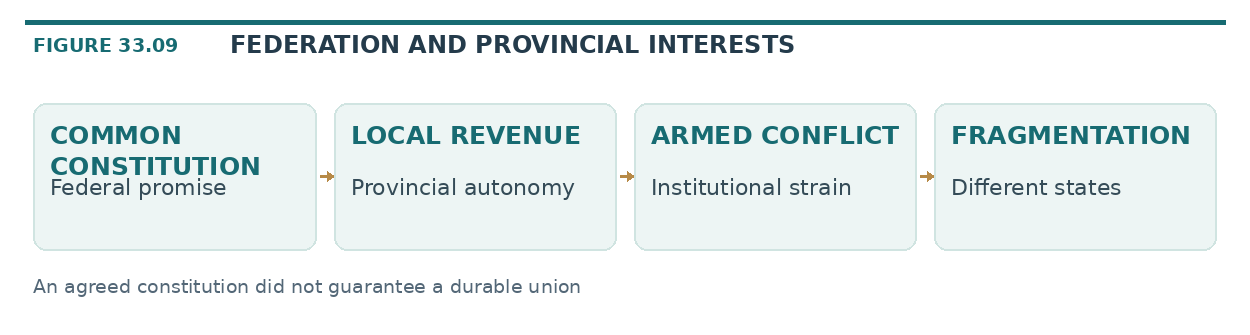 FIGURE 33.09 FEDERATION AND PROVINCIAL INTERESTS
COMMON
CONSTITUTION
Federal promise
LOCAL REVENUE
Provincial autonomy
ARMED CONFLICT
Institutional strain
FRAGMENTATION
Different states
An agreed constitution did not guarantee a durable union